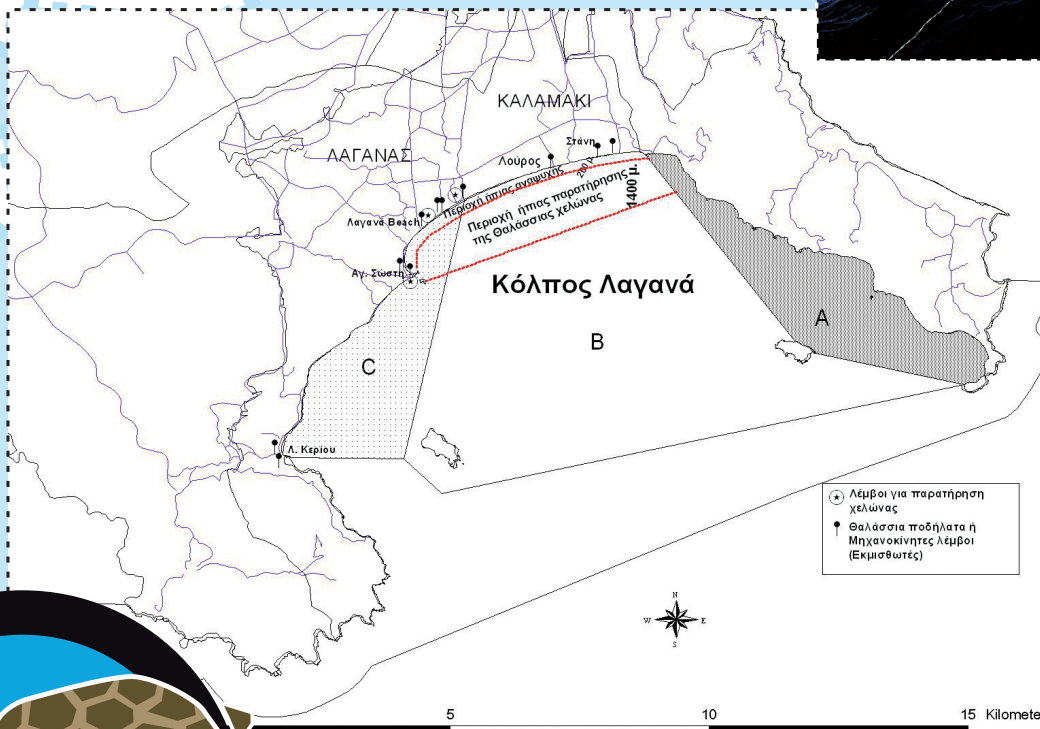 ΚΑΛΑΜΑΚΙ
Στάνη
ΛΑΓΑΝΑΣ
Λούρος
200 μ.
1400 μ.
Περιοχή ήπιας αναψυχής
Λαγανά Beach
Περιοχή ήπιας παρατήρησης
της Θαλάσσιας χελώνας
Αγ. Σώστη
Κόλπος Λαγανά
A
B
C
Λ. Κερίου
Λέμβοι για παρατήρηση
χελώνας
Θαλάσσια ποδήλατα ή
Μηχανοκίνητες λέμβοι
(Εκμισθωτές)
N
W E
S
5 10 15 Kilomete